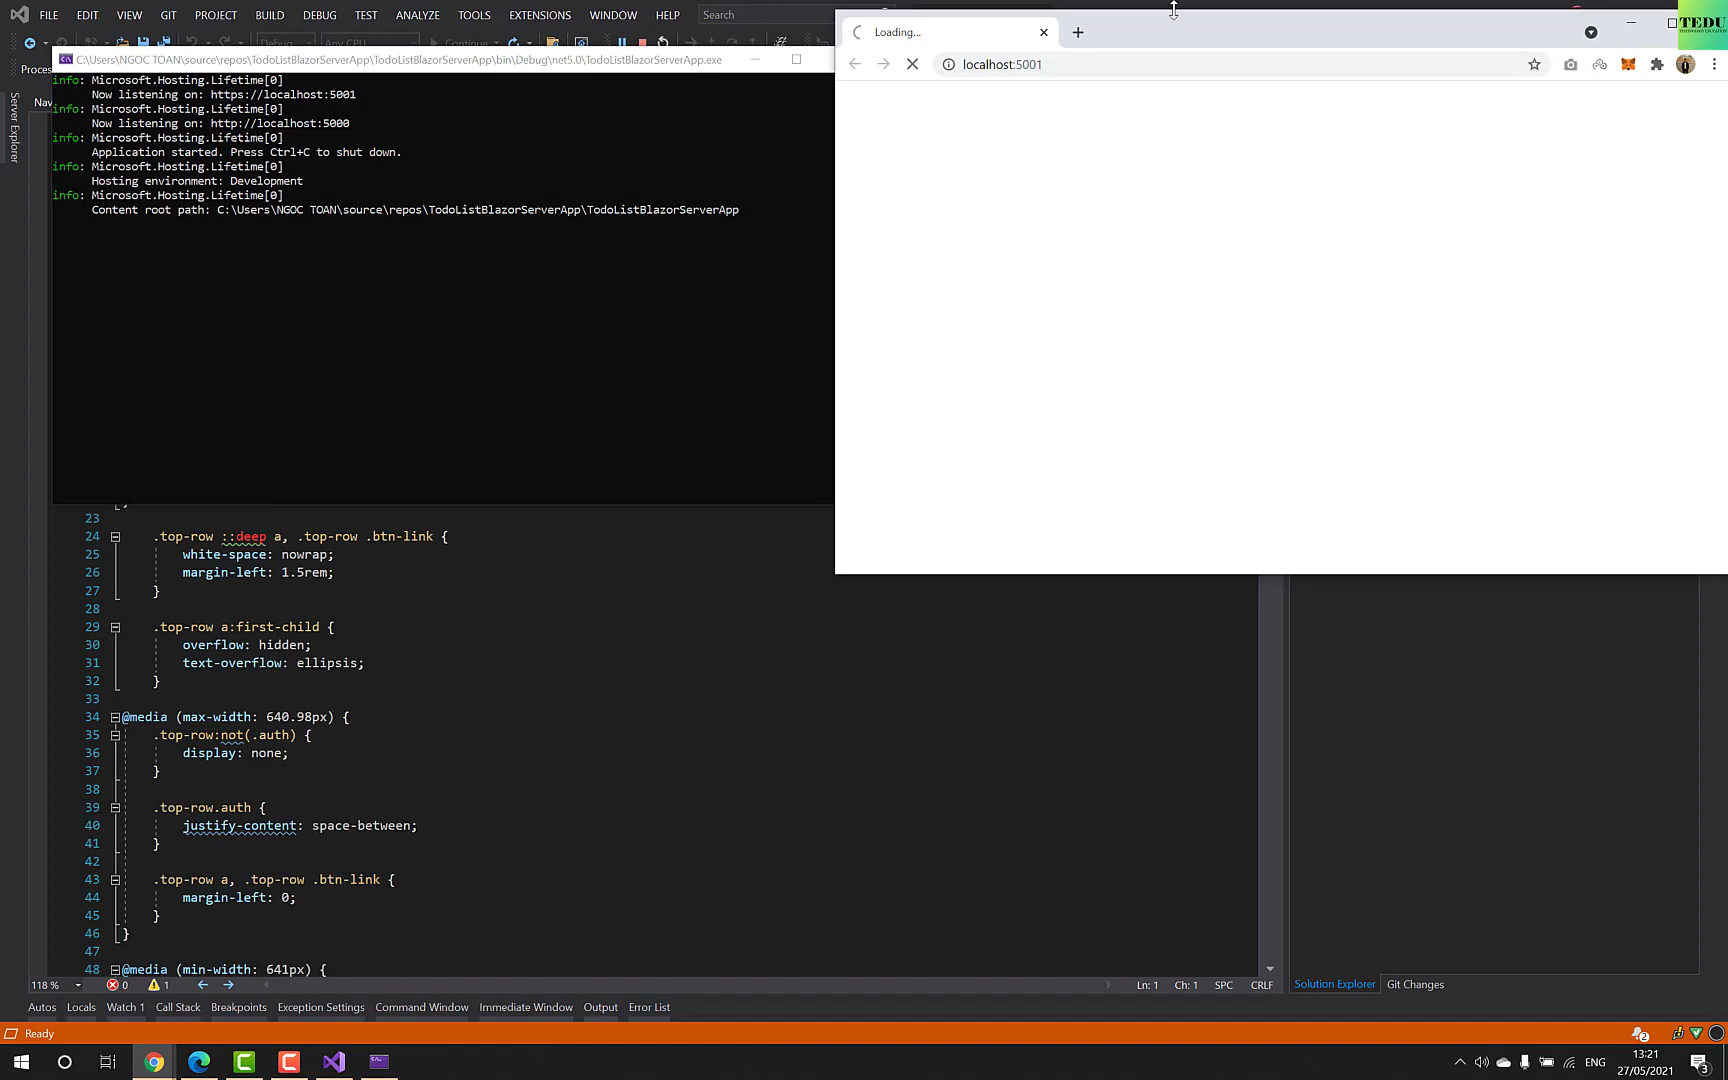 FILE EDIT VIEW GIT PROJECT BUILD DEBUG TEST ANALYZE TOOLS EXTENSIONS WINDOW HELP Search
Debug Any CPU Continue
Proces
Server Explorer
Nav
C:\Users\NGOC TOAN\source\repos\TodoListBlazorServerApp\TodoListBlazorServerApp\bin\Debug\net5.0\TodoListBlazorServerApp.exe
info: Microsoft.Hosting.Lifetime[0]
Now listening on: https://localhost:5001
info: Microsoft.Hosting.Lifetime[0]
Now listening on: http://localhost:5000
info: Microsoft.Hosting.Lifetime[0]
Application started. Press Ctrl+C to shut down.
info: Microsoft.Hosting.Lifetime[0]
Hosting environment: Development
info: Microsoft.Hosting.Lifetime[0]
Content root path: C:\Users\NGOC TOAN\source\repos\TodoListBlazorServerApp\TodoListBlazorServerApp
Loading...
localhost:5001
TEDU
23
24 .top-row ::deep a, .top-row .btn-link {
25 white-space: nowrap;
26 margin-left: 1.5rem;
27 }
28
29 .top-row a:first-child {
30 overflow: hidden;
31 text-overflow: ellipsis;
32 }
33
34 @media (max-width: 640.98px) {
35 .top-row:not(.auth) {
36 display: none;
37 }
38
39 .top-row.auth {
40 justify-content: space-between;
41 }
42
43 .top-row a, .top-row .btn-link {
44 margin-left: 0;
45 }
46 }
47
48 @media (min-width: 641px) {
118 % 0 1 Ln: 1 Ch: 1 SPC CRLF
Solution Explorer Git Changes
Autos Locals Watch 1 Call Stack Breakpoints Exception Settings Command Window Immediate Window Output Error List
Ready 2
ENG
13:21
27/05/2021
3